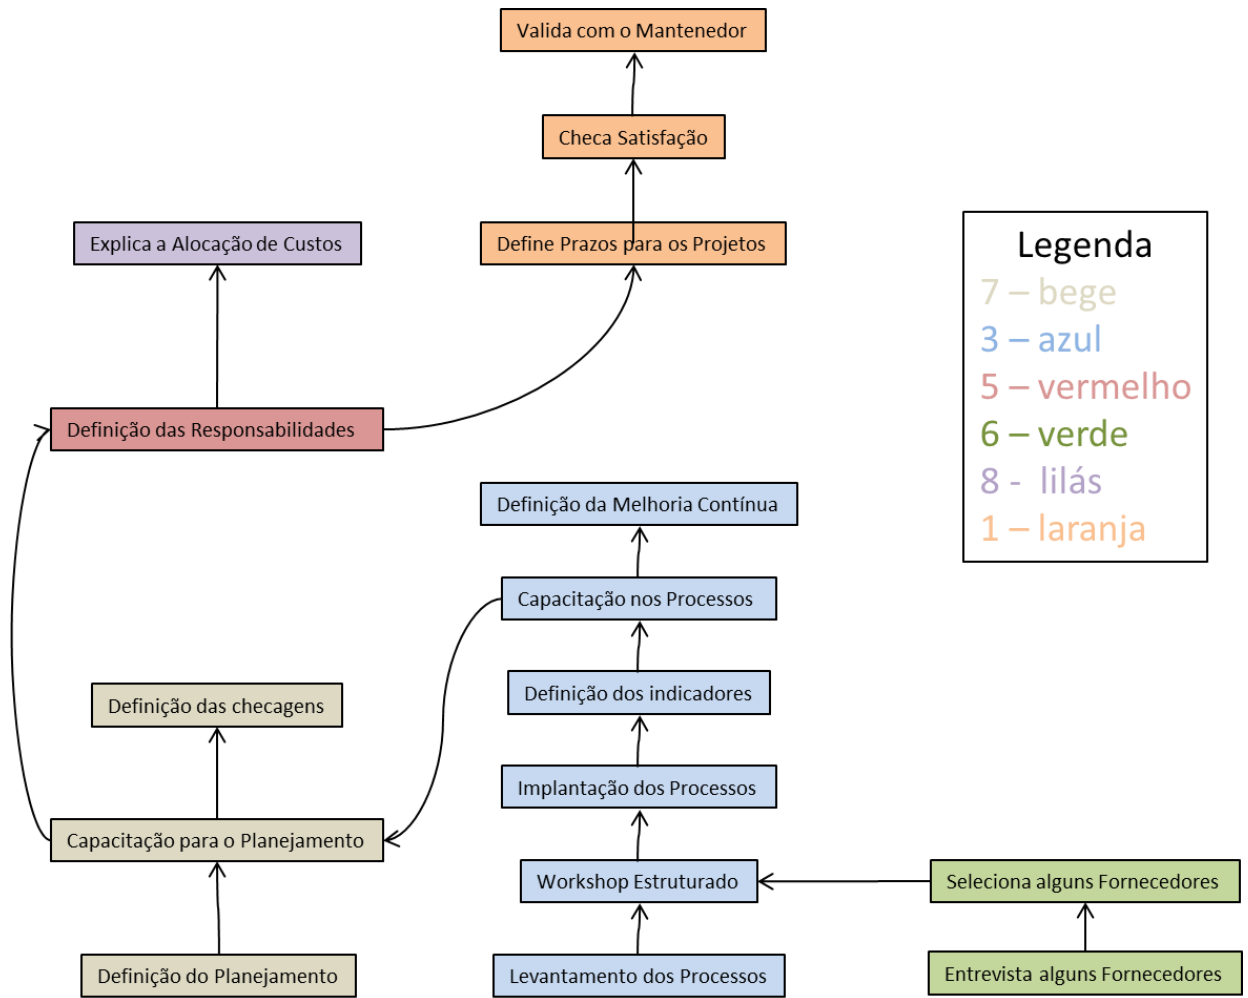 Valida com o Mantenedor
Checa Satisfação
Explica a Alocação de Custos
Define Prazos para os Projetos
Legenda
7 – bege
3 – azul
5 – vermelho
6 – verde
8 - lilás
1 – laranja
Definição das Responsabilidades
Definição da Melhoria Contínua
Capacitação nos Processos
Definição dos indicadores
Definição das checagens
Implantação dos Processos
Capacitação para o Planejamento
Workshop Estruturado
Seleciona alguns Fornecedores
Definição do Planejamento
Levantamento dos Processos
Entrevista alguns Fornecedores